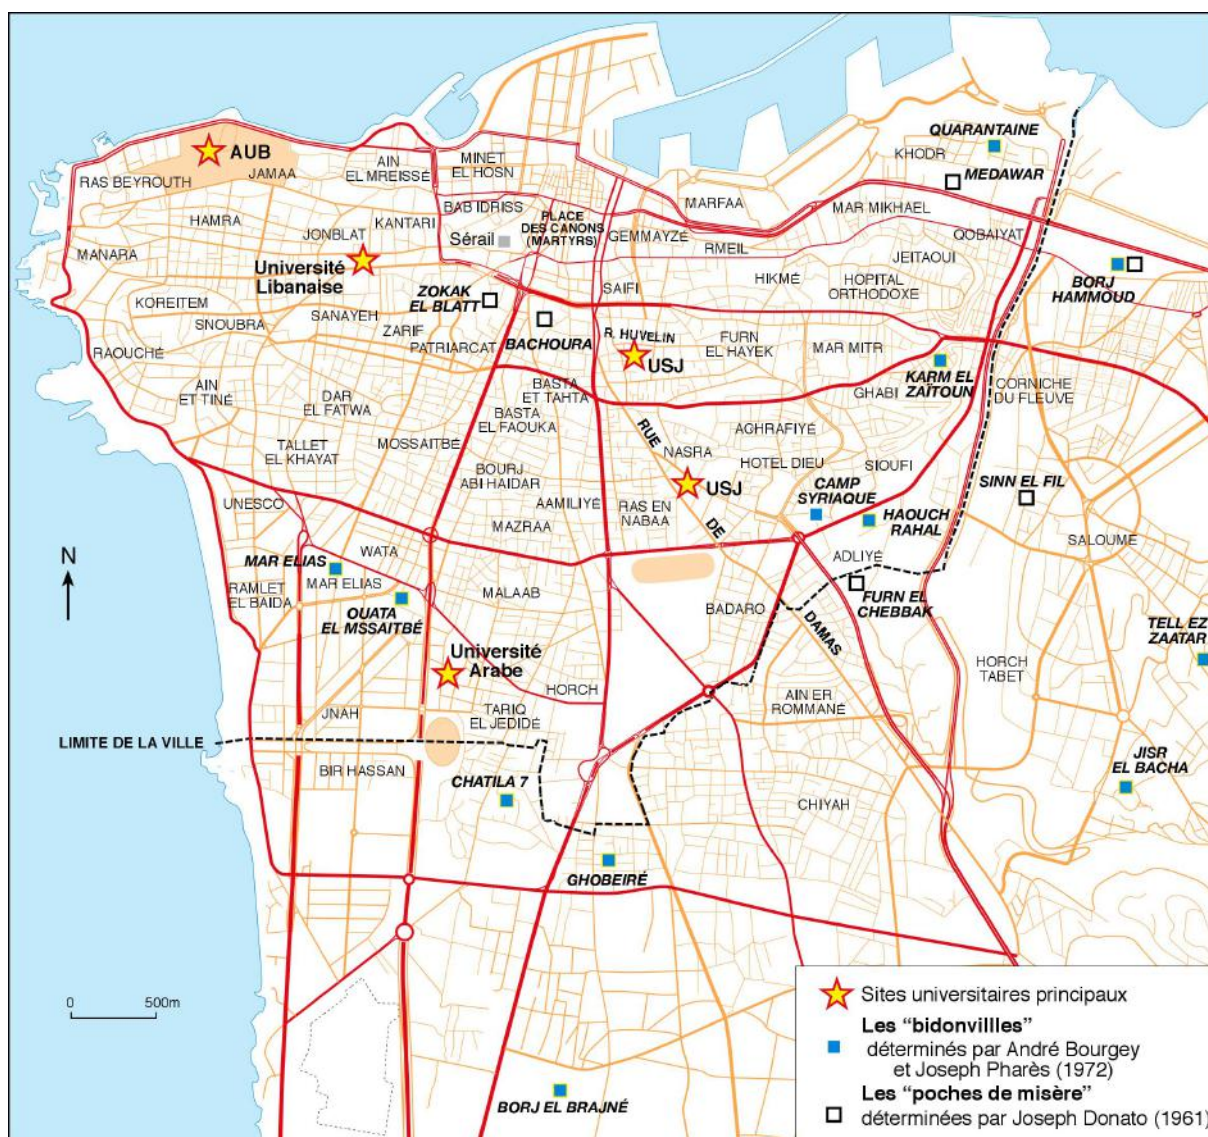 QUARANTAINE
KHODR
MEDAWAR
AUB
RAS BEYROUTH
JAMAA
AIN
EL MREISSÉ
MINET
EL HOSN
MARFAA
MAR MIKHAEL
HAMRA
KANTARI
BAB IDRISS
PLACE
DES CANONS
(MARTYRS)
GEMMAYZÉ
RMEIL
QOBAIYAT
JONBLAT
Sérail
JEITAOUI
MANARA
Université
Libanaise
HIKMÉ
HOPITAL
ORTHODOXE
BORJ
HAMMOUD
KOREITEM
SNOUBRA
SANAYEH
ZOKAK
EL BLATT
SAIFI
ZARIF
PATRIARCAT
BACHOURA
R. HUVELIN
FURN
EL HAYEK
MAR MITR
RAOUCHÉ
USJ
KARM EL
ZAÏTOUN
AIN
ET TINÉ
DAR
EL FATWA
BASTA
ET TAHTA
GHABI
CORNICHE
DU FLEUVE
BASTA
EL FAOUKA
RUE
ACHRAFIYÉ
TALLET
EL KHAYAT
MOSSAITBÉ
NASRA
HOTEL DIEU
SIOUFI
BOURJ
ABI HAIDAR
UNESCO
AAMILIYÉ
RAS EN
NABAA
USJ
CAMP
SYRIAQUE
SINN EL FIL
MAZRAA
DE
HAOUCH
RAHAL
N
WATA
MAR ELIAS
MAR ELIAS
ADLIYÉ
SALOUME
RAMLET
EL BAIDA
OUATA
EL MSSAITBÉ
MALAAB
BADARO
FURN EL
CHEBBAK
DAMAS
TELL EZ
ZAATAR
Université
Arabe
HORCH
HORCH
TABET
AIN ER
ROMMANÉ
JNAH
TARIQ
EL JEDIDÉ
LIMITE DE LA VILLE
BIR HASSAN
CHATILA 7
JISR
EL BACHA
CHIYAH
GHOBEIRÉ
0 500m
BORJ EL BRAJNÉ
Sites universitaires principaux
Les “bidonvillles”
déterminés par André Bourgey
et Joseph Pharès (1972)
Les “poches de misère”
déterminées par Joseph Donato (1961)